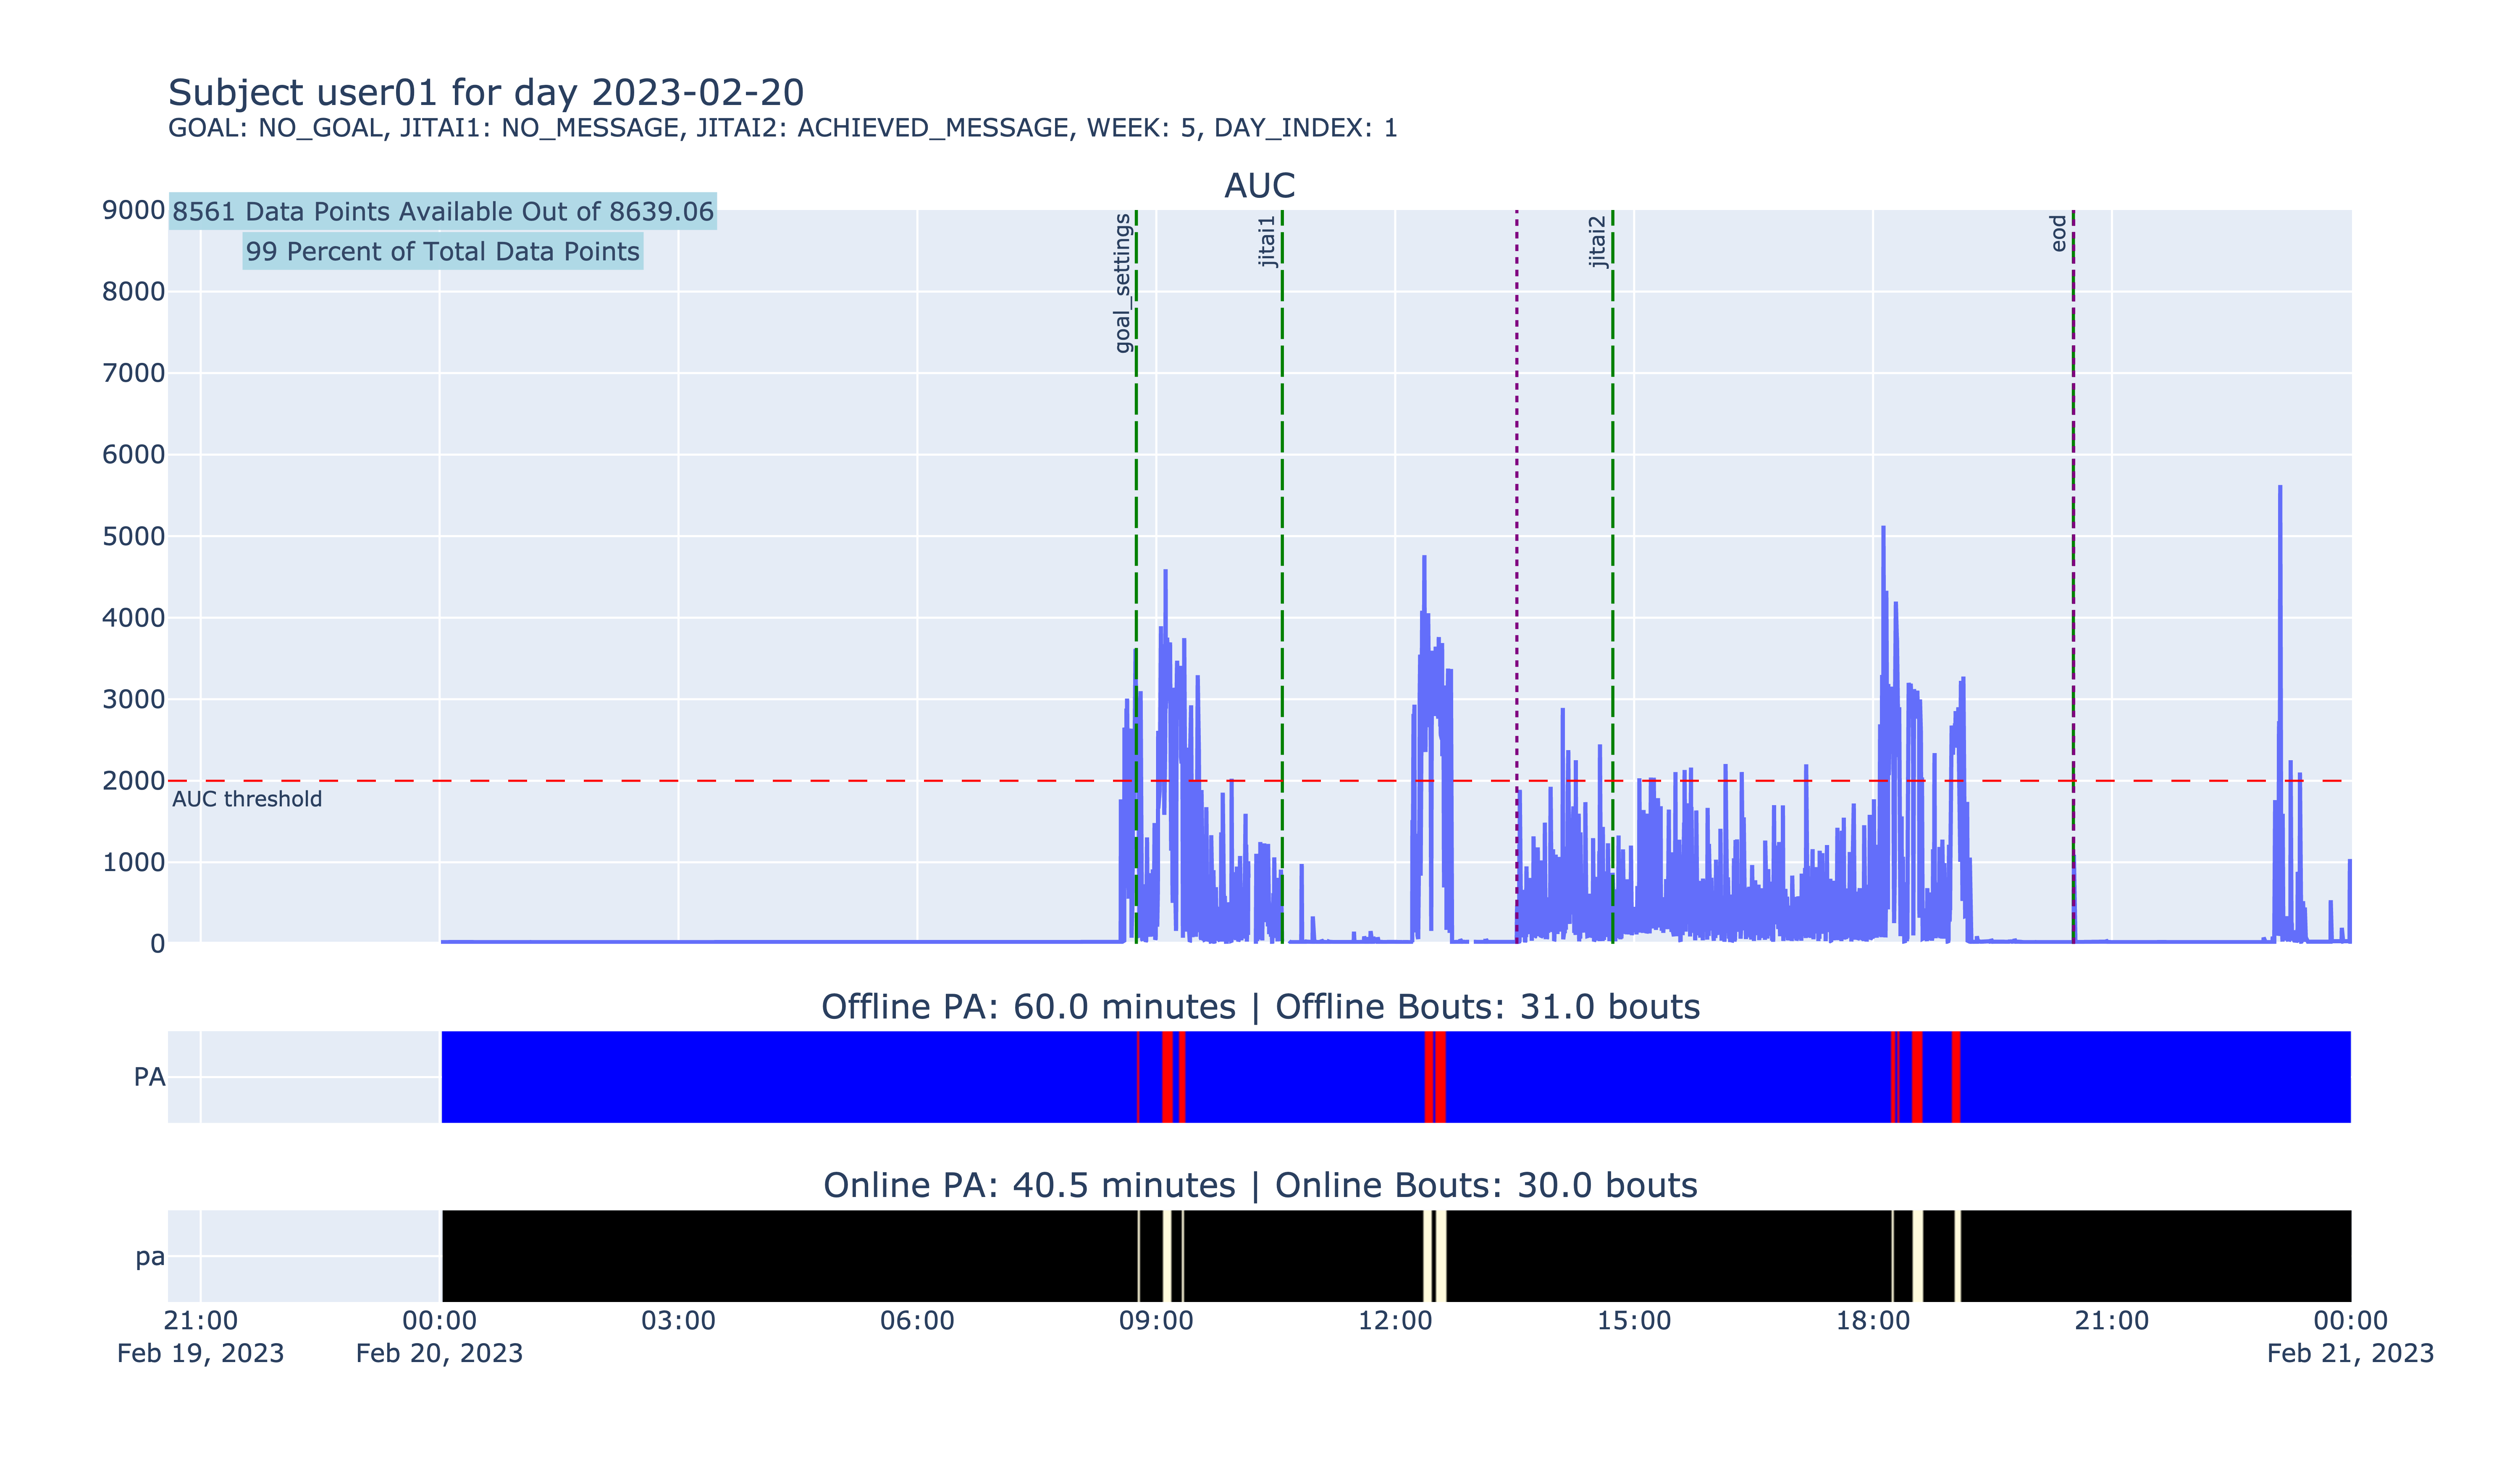 Subject user01 for day 2023-02-20
GOAL: NO_GOAL, JITAI1: NO_MESSAGE, JITAI2: ACHIEVED_MESSAGE, WEEK: 5, DAY_INDEX: 1
AUC
8561 Data Points Available Out of 8639.06
99 Percent of Total Data Points
9000
8000
7000
6000
5000
4000
3000
2000
1000
0
goal_settings
jitai1
jitai2
eod
AUC threshold
Offline PA: 60.0 minutes | Offline Bouts: 31.0 bouts
PA
Online PA: 40.5 minutes | Online Bouts: 30.0 bouts
pa
21:00 00:00 03:00 06:00 09:00 12:00 15:00 18:00 21:00 00:00
Feb 19, 2023 Feb 20, 2023 Feb 21, 2023